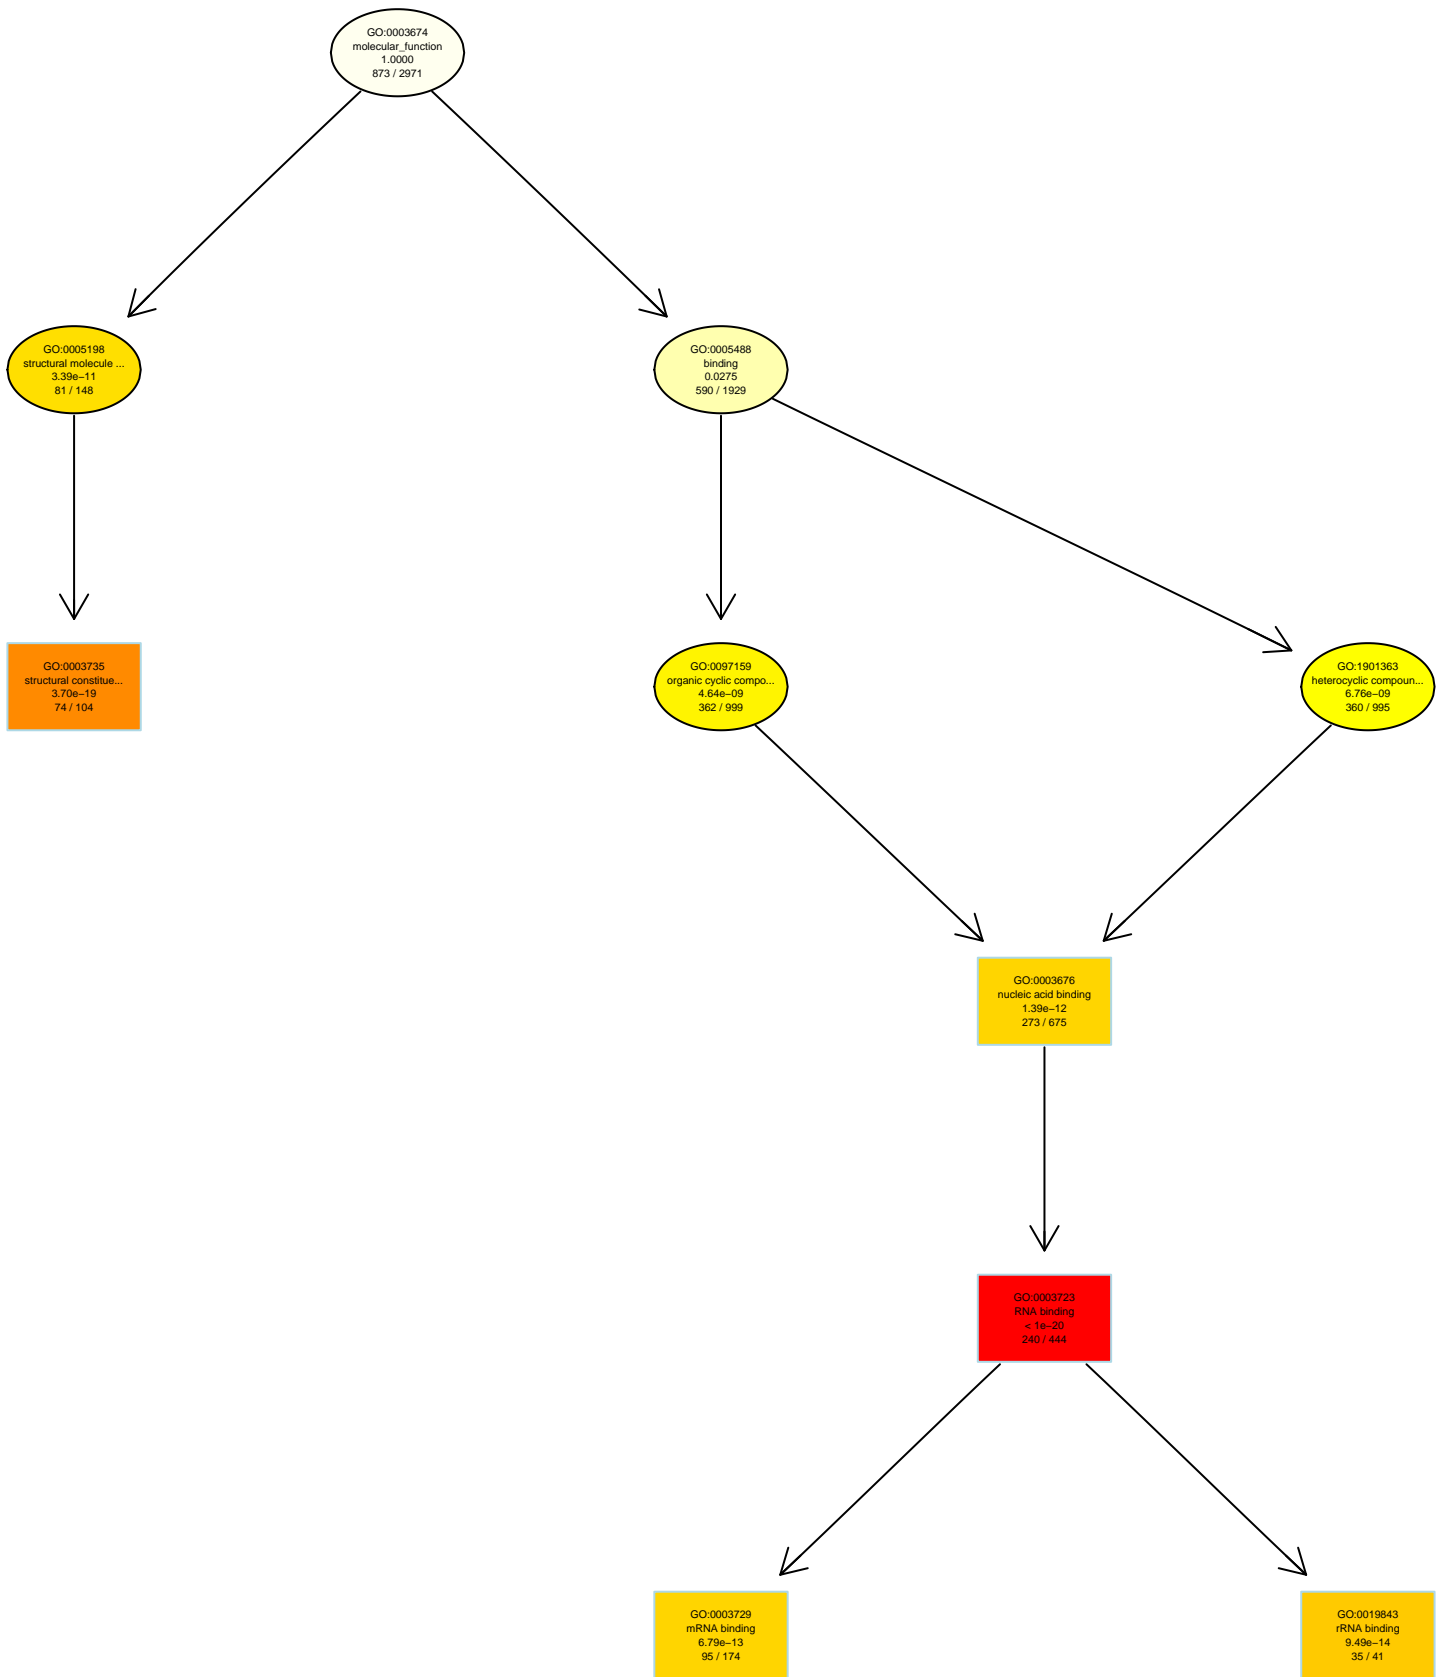 GO:0003674
molecular_function
1.0000
873 / 2971
GO:0005198
structural molecule ...
3.39e−11
81 / 148
GO:0005488
binding
0.0275
590 / 1929
GO:0003735
structural constitue...
3.70e−19
74 / 104
GO:0097159
organic cyclic compo...
4.64e−09
362 / 999
GO:1901363
heterocyclic compoun...
6.76e−09
360 / 995
GO:0003676
nucleic acid binding
1.39e−12
273 / 675
GO:0003723
RNA binding
< 1e−20
240 / 444
GO:0003729
mRNA binding
6.79e−13
95 / 174
GO:0019843
rRNA binding
9.49e−14
35 / 41